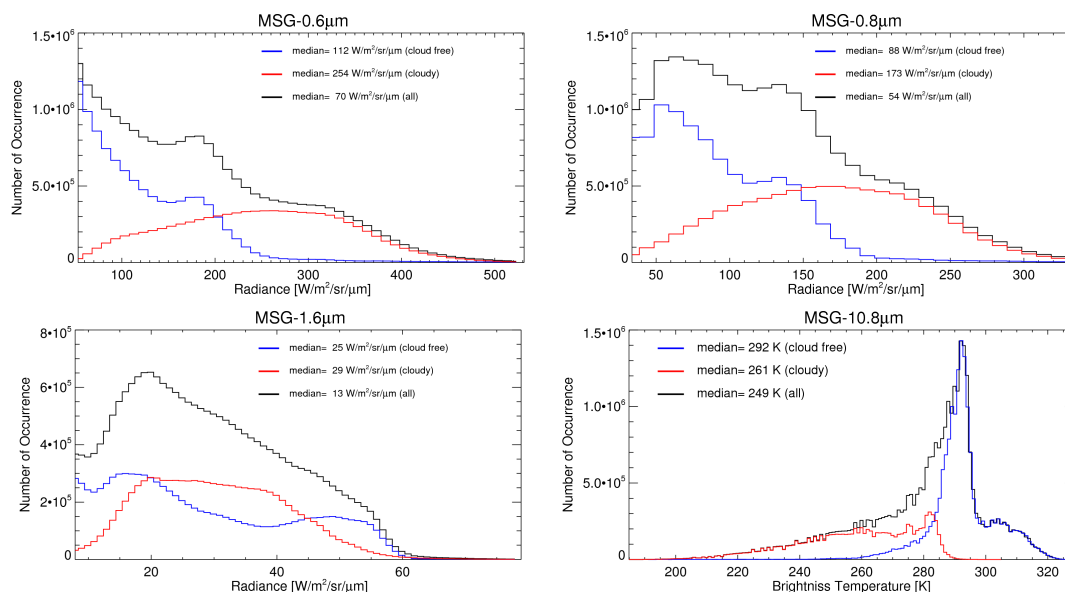 MSG-0.6μm
1.5•10⁶
1.0•10⁶
5.0•10⁵
0
Number of Occurrence
median= 112 W/m²/sr/μm (cloud free)
median= 254 W/m²/sr/μm (cloudy)
median= 70 W/m²/sr/μm (all)
100 200 300 400 500
Radiance [W/m²/sr/μm]
MSG-0.8μm
1.5•10⁶
1.0•10⁶
5.0•10⁵
0
Number of Occurrence
median= 88 W/m²/sr/μm (cloud free)
median= 173 W/m²/sr/μm (cloudy)
median= 54 W/m²/sr/μm (all)
50 100 150 200 250 300
Radiance [W/m²/sr/μm]
MSG-1.6μm
8•10⁵
6•10⁵
4•10⁵
2•10⁵
0
Number of Occurrence
median= 25 W/m²/sr/μm (cloud free)
median= 29 W/m²/sr/μm (cloudy)
median= 13 W/m²/sr/μm (all)
20 40 60
Radiance [W/m²/sr/μm]
MSG-10.8μm
1.5•10⁶
1.0•10⁶
5.0•10⁵
0
Number of Occurrence
median= 292 K (cloud free)
median= 261 K (cloudy)
median= 249 K (all)
200 220 240 260 280 300 320
Brightniss Temperature [K]